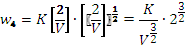 w₄ = K [2/V] · [〖2/V〗]^(1/2) = K/V^(3/2) · 2^(3/2)